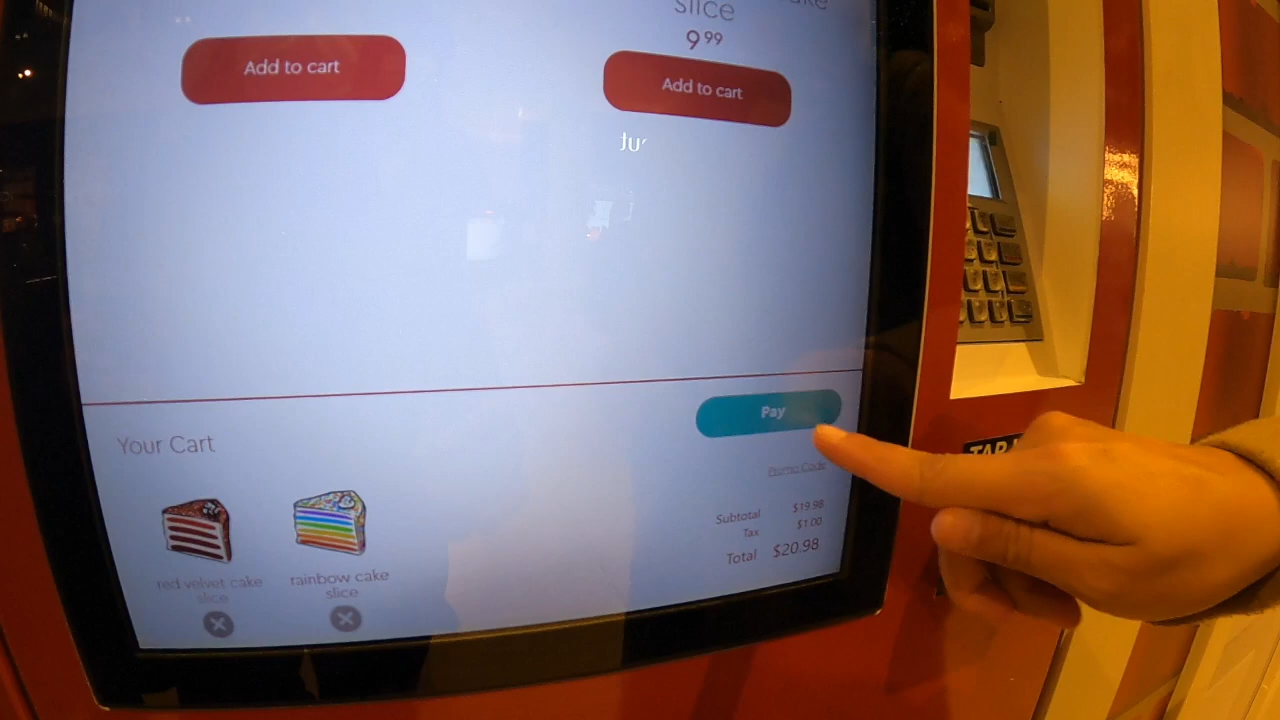 slice
9.99
Add to cart
Add to cart
Pay
Your Cart
Promo Code
Subtotal $19.98
Tax $1.00
Total $20.98
red velvet cake
slice
rainbow cake
slice
TAP